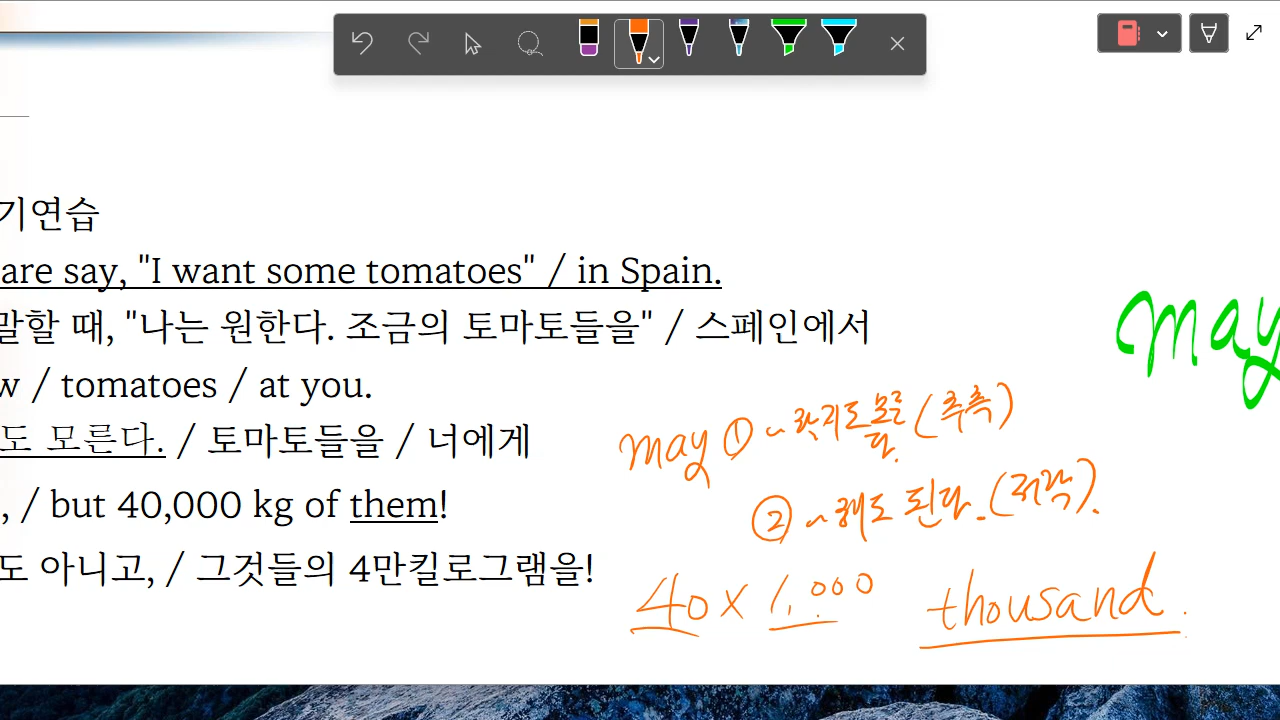 기연습
are say, "I want some tomatoes" / in Spain.
말할 때, "나는 원한다. 조금의 토마토들을" / 스페인에서
may
w / tomatoes / at you.
may ① ~할지도 모른다. (추측)
도 모른다. / 토마토들을 / 너에게
② ~해도 된다. (허락).
, / but 40,000 kg of them!
도 아니고, / 그것들의 4만킬로그램을!
40 x 1,000 thousand.